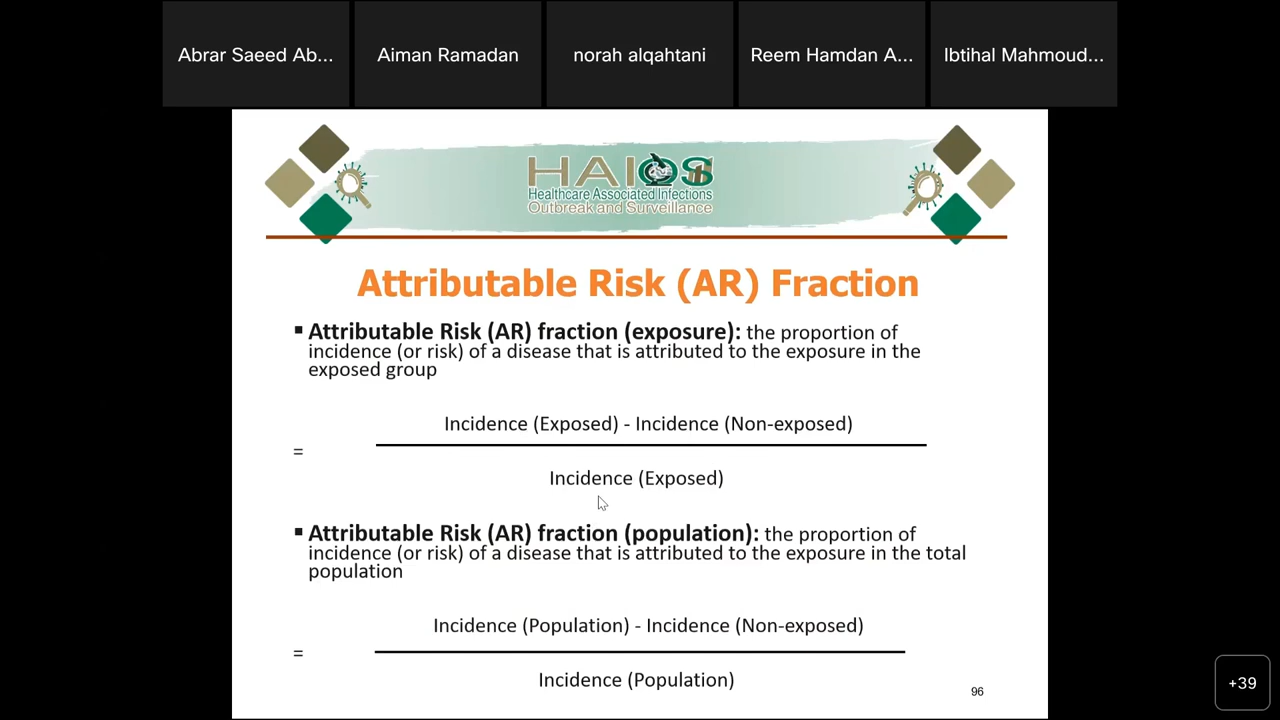 Abrar Saeed Ab...
Aiman Ramadan
norah alqahtani
Reem Hamdan A...
Ibtihal Mahmoud...
HAIOS
Healthcare Associated Infections
Outbreak and Surveillance
Attributable Risk (AR) Fraction
▪ Attributable Risk (AR) fraction (exposure): the proportion of
incidence (or risk) of a disease that is attributed to the exposure in the
exposed group
Incidence (Exposed) - Incidence (Non-exposed)
=
Incidence (Exposed)
▪ Attributable Risk (AR) fraction (population): the proportion of
incidence (or risk) of a disease that is attributed to the exposure in the total
population
Incidence (Population) - Incidence (Non-exposed)
=
Incidence (Population)
96
+39